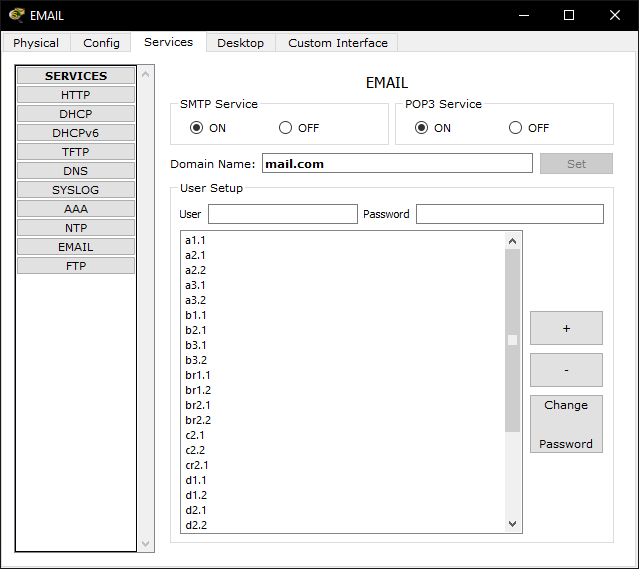 EMAIL
Physical Config Services Desktop Custom Interface
SERVICES
HTTP
DHCP
DHCPv6
TFTP
DNS
SYSLOG
AAA
NTP
EMAIL
FTP
EMAIL
SMTP Service
ON OFF
POP3 Service
ON OFF
Domain Name: mail.com Set
User Setup
User Password
a1.1
a2.1
a2.2
a3.1
a3.2
b1.1
b2.1
b3.1
b3.2
br1.1
br1.2
br2.1
br2.2
c2.1
c2.2
cr2.1
d1.1
d1.2
d2.1
d2.2
+
-
Change
Password